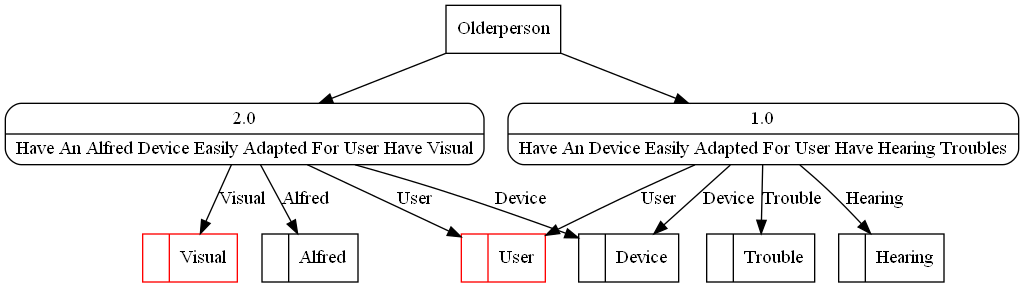 Olderperson
2.0
Have An Alfred Device Easily Adapted For User Have Visual
1.0
Have An Device Easily Adapted For User Have Hearing Troubles
Visual
Alfred
User
Device
User
Device
Trouble
Hearing
Visual
Alfred
User
Device
Trouble
Hearing